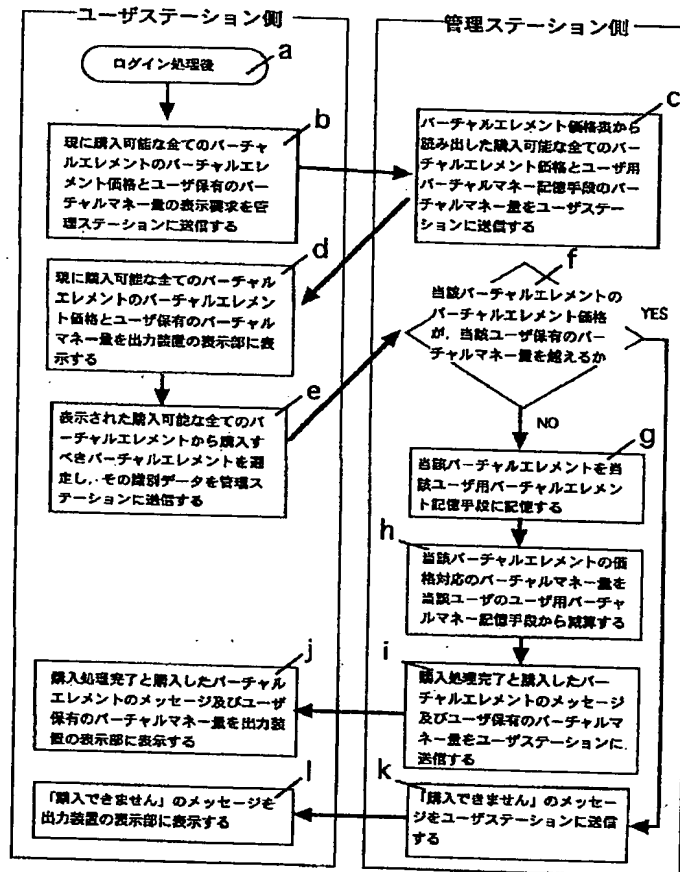 ユーザステーション側
管理ステーション側
a
ログイン処理後
b
現に購入可能な全てのバーチャ
ルエレメントのバーチャルエレ
メント価格とユーザ保有のバー
チャルマネー量の表示要求を管
理ステーションに送信する
c
バーチャルエレメント価格表から
読み出した購入可能な全てのバー
チャルエレメント価格とユーザ用
バーチャルマネー記憶手段のバー
チャルマネー量をユーザステー
ションに送信する
d
現に購入可能な全てのバーチャル
エレメントのバーチャルエレメン
ト価格とユーザ保有のバーチャル
マネー量を出力装置の表示部に表
示する
e
表示された購入可能な全てのバ
ーチャルエレメントから購入す
べきバーチャルエレメントを選
定し、その識別データを管理ス
テーションに送信する
f
当該バーチャルエレメントの
バーチャルエレメント価格
が、当該ユーザ保有のバー
チャルマネー量を越えるか
YES
NO
g
当該バーチャルエレメントを当
該ユーザ用バーチャルエレメン
ト記憶手段に記憶する
h
当該バーチャルエレメントの価
格対応のバーチャルマネー量を
当該ユーザのユーザ用バーチャ
ルマネー記憶手段から減算する
i
購入処理完了と購入したバー
チャルエレメントのメッセージ
及びユーザ保有のバーチャルマ
ネー量をユーザステーションに
送信する
j
購入処理完了と購入したバーチャル
エレメントのメッセージ及びユーザ
保有のバーチャルマネー量を出力装
置の表示部に表示する
k
「購入できません」のメッセー
ジをユーザステーションに送信
する
l
「購入できません」のメッセージを
出力装置の表示部に表示する